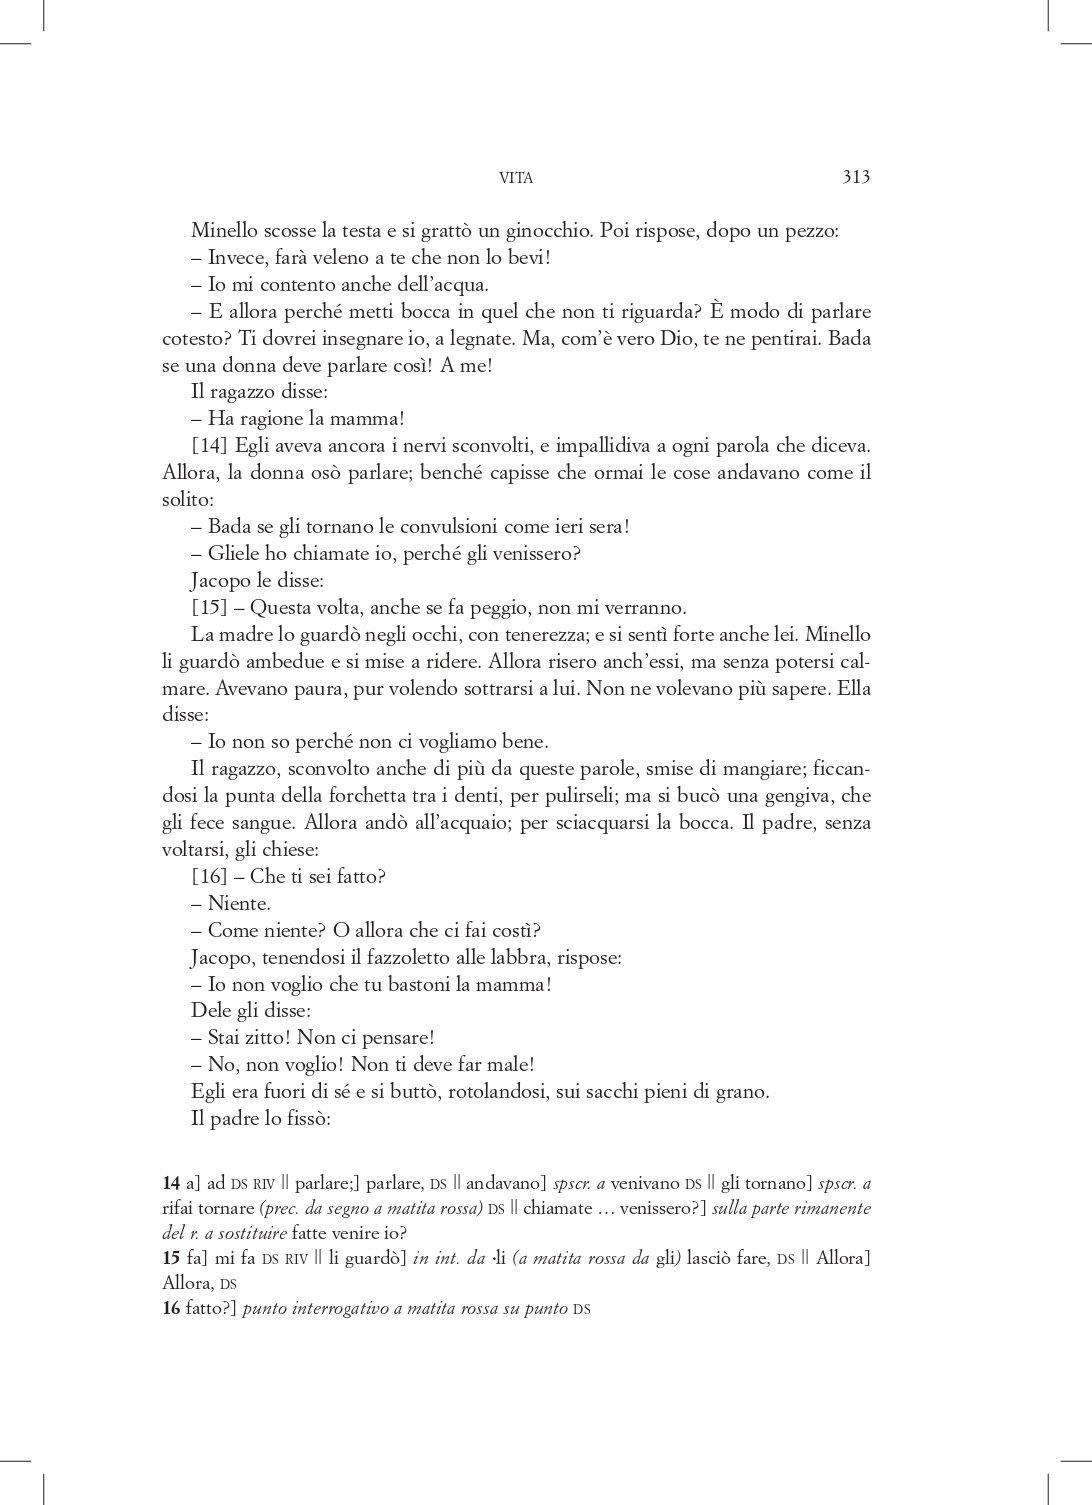 VITA 313
Minello scosse la testa e si grattò un ginocchio. Poi rispose, dopo un pezzo:
– Invece, farà veleno a te che non lo bevi!
– Io mi contento anche dell’acqua.
– E allora perché metti bocca in quel che non ti riguarda? È modo di parlare
cotesto? Ti dovrei insegnare io, a legnate. Ma, com’è vero Dio, te ne pentirai. Bada
se una donna deve parlare così! A me!
Il ragazzo disse:
– Ha ragione la mamma!
[14] Egli aveva ancora i nervi sconvolti, e impallidiva a ogni parola che diceva.
Allora, la donna osò parlare; benché capisse che ormai le cose andavano come il
solito:
– Bada se gli tornano le convulsioni come ieri sera!
– Gliele ho chiamate io, perché gli venissero?
Jacopo le disse:
[15] – Questa volta, anche se fa peggio, non mi verranno.
La madre lo guardò negli occhi, con tenerezza; e si sentì forte anche lei. Minello
li guardò ambedue e si mise a ridere. Allora risero anch’essi, ma senza potersi cal-
mare. Avevano paura, pur volendo sottrarsi a lui. Non ne volevano più sapere. Ella
disse:
– Io non so perché non ci vogliamo bene.
Il ragazzo, sconvolto anche di più da queste parole, smise di mangiare; ficcan-
dosi la punta della forchetta tra i denti, per pulirseli; ma si bucò una gengiva, che
gli fece sangue. Allora andò all’acquaio; per sciacquarsi la bocca. Il padre, senza
voltarsi, gli chiese:
[16] – Che ti sei fatto?
– Niente.
– Come niente? O allora che ci fai costì?
Jacopo, tenendosi il fazzoletto alle labbra, rispose:
– Io non voglio che tu bastoni la mamma!
Dele gli disse:
– Stai zitto! Non ci pensare!
– No, non voglio! Non ti deve far male!
Egli era fuori di sé e si buttò, rotolandosi, sui sacchi pieni di grano.
Il padre lo fissò:
14 a] ad DS RIV || parlare;] parlare, DS || andavano] spscr. a venivano DS || gli tornano] spscr. a
rifai tornare (prec. da segno a matita rossa) DS || chiamate … venissero?] sulla parte rimanente
del r. a sostituire fatte venire io?
15 fa] mi fa DS RIV || li guardò] in int. da ·li (a matita rossa da gli) lasciò fare, DS || Allora]
Allora, DS
16 fatto?] punto interrogativo a matita rossa su punto DS